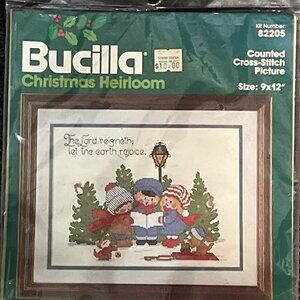 Kit Number:
82205
Bucilla®
Christmas Heirloom
$10.00
Counted
Cross-Stitch
Picture
Size: 9x12"
The Lord reigneth;
let the earth rejoice.